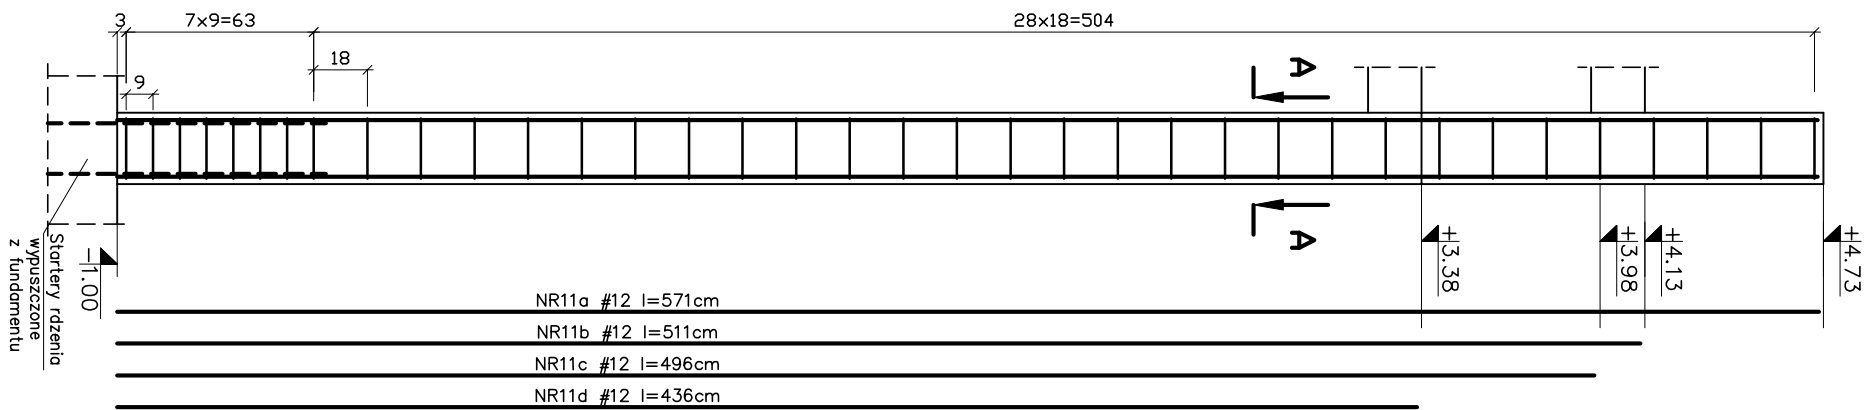 3
7x9=63
28x18=504
18
9
A
A
+3.38
+3.98
+4.13
+4.73
-1.00
Startery rdzenia
wypuszczone
z fundamentu
NR11a #12 l=571cm
NR11b #12 l=511cm
NR11c #12 l=496cm
NR11d #12 l=436cm